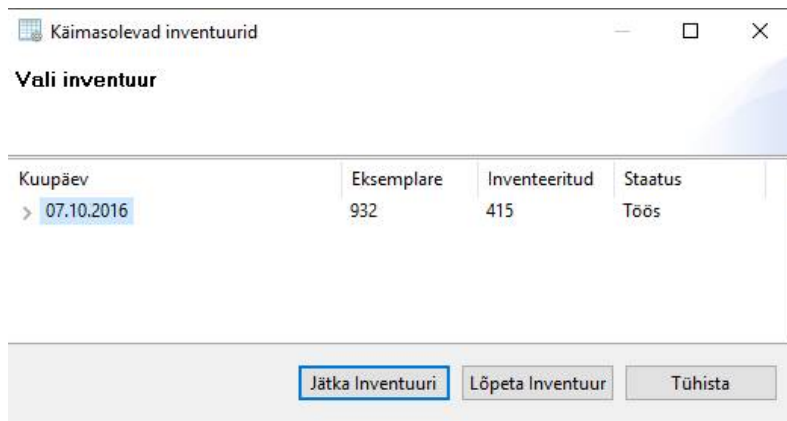 Käimasolevad inventuurid
Vali inventuur
Kuupäev Eksemplare Inventeeritud Staatus
07.10.2016 932 415 Töös
Jätka Inventuuri Lõpeta Inventuur Tühista